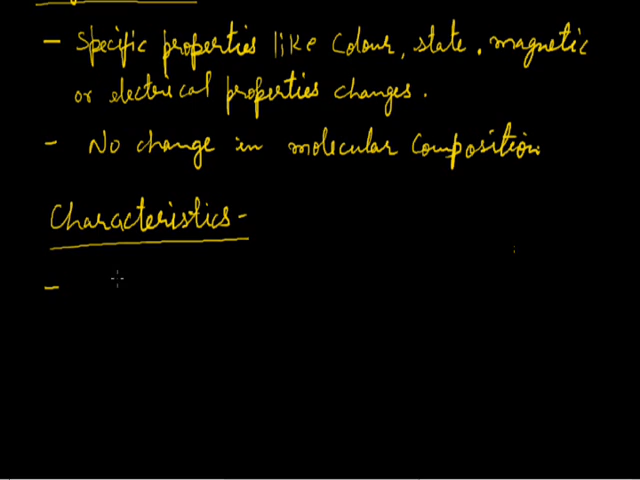 - Specific properties like Colour, state, magnetic
or electrical properties changes.
- No change in molecular Composition.
Characteristics-
-